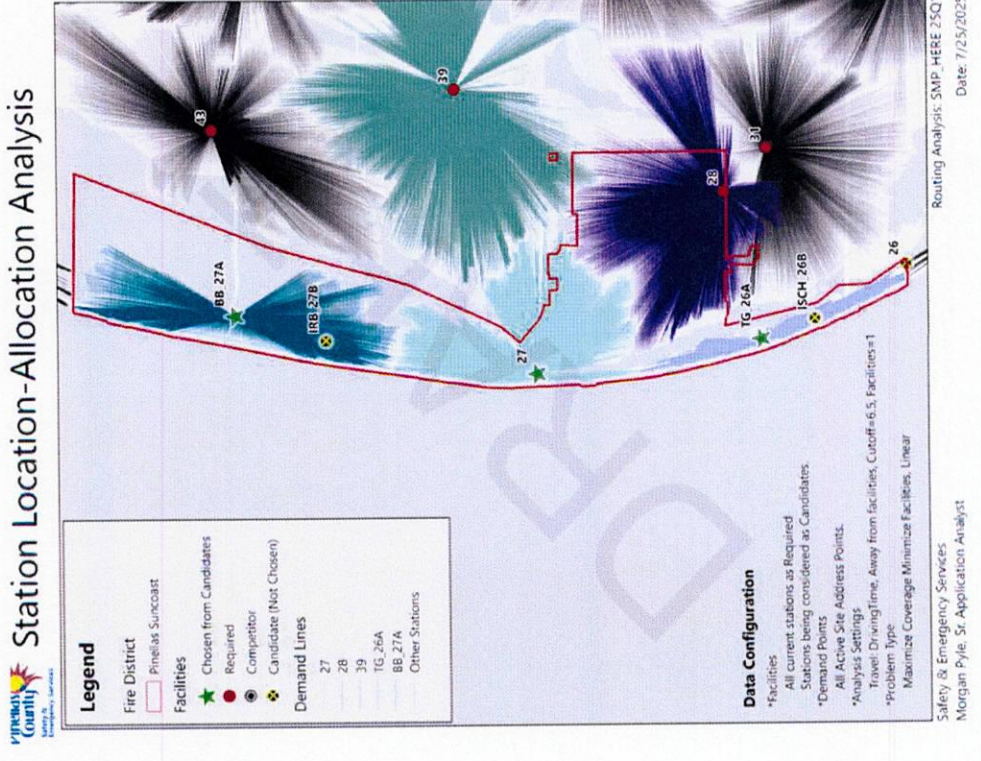 Pinellas
County
Safety &
Emergency Services
Station Location-Allocation Analysis
Legend
Fire District
Pinellas Suncoast
Facilities
Chosen from Candidates
Required
Competitor
Candidate (Not Chosen)
Demand Lines
27
28
39
TG_26A
BB_27A
Other Stations
Data Configuration
*Facilities
All current stations as Required
Stations being considered as Candidates.
*Demand Points
All Active Site Address Points.
*Analysis Settings
Travel: DrivingTime, Away from facilities, Cutoff=6.5, Facilities=1
*Problem Type
Maximize Coverage Minimize Facilities, Linear
43
39
BB_27A
IRB_27B
27
28
31
TG_26A
ISCH_26B
26
DRA
Safety & Emergency Services
Morgan Pyle, Sr. Application Analyst
Routing Analysis: SMP_HERE 25Q
Date: 7/25/2025